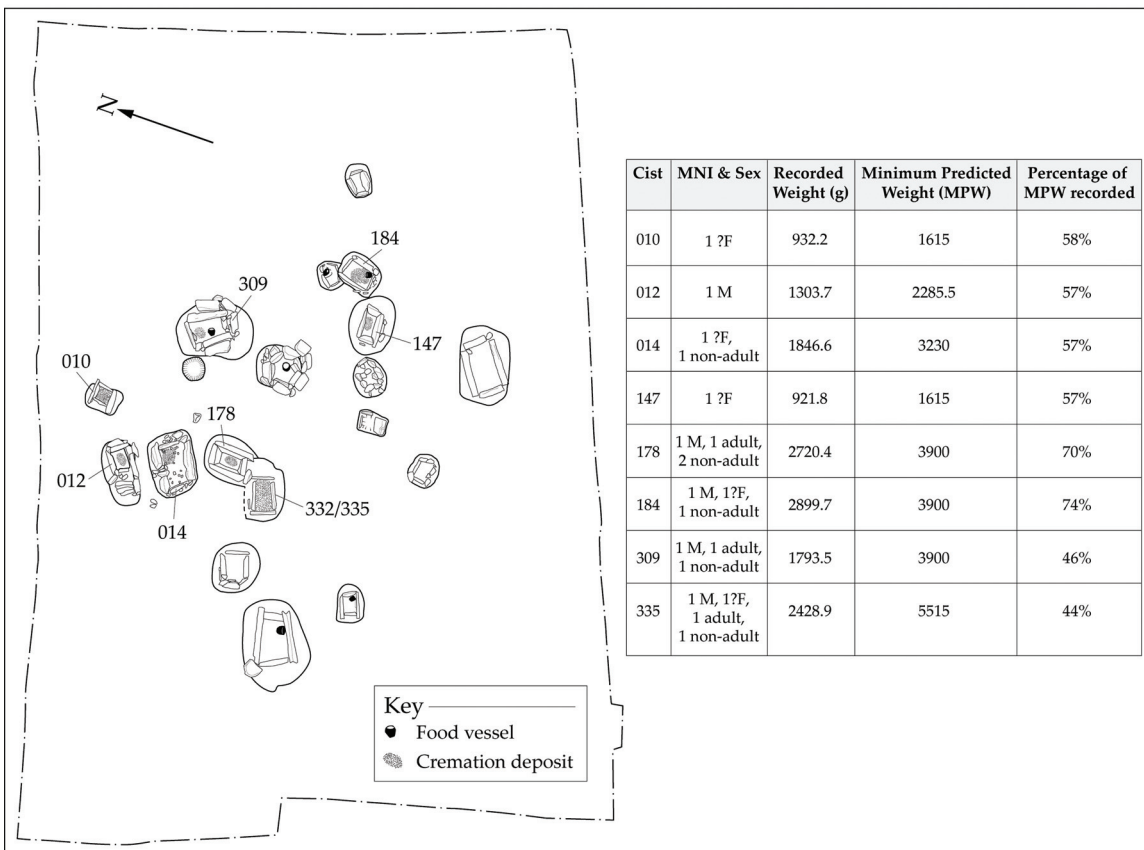 N
184
309
147
010
178
012
332/335
014
Key
Food vessel
Cremation deposit
Cist | MNI & Sex | Recorded Weight (g) | Minimum Predicted Weight (MPW) | Percentage of MPW recorded
010 | 1 ?F | 932.2 | 1615 | 58%
012 | 1 M | 1303.7 | 2285.5 | 57%
014 | 1 ?F, 1 non-adult | 1846.6 | 3230 | 57%
147 | 1 ?F | 921.8 | 1615 | 57%
178 | 1 M, 1 adult, 2 non-adult | 2720.4 | 3900 | 70%
184 | 1 M, 1?F, 1 non-adult | 2899.7 | 3900 | 74%
309 | 1 M, 1 adult, 1 non-adult | 1793.5 | 3900 | 46%
335 | 1 M, 1?F, 1 adult, 1 non-adult | 2428.9 | 5515 | 44%